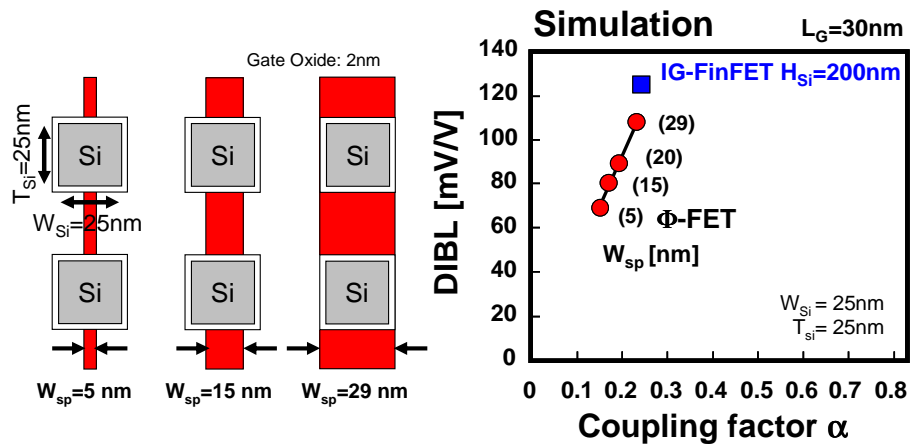 Gate Oxide: 2nm
Si
Si
Si
T_Si=25nm
W_Si=25nm
Si
Si
Si
W_sp=5 nm
W_sp=15 nm
W_sp=29 nm
Simulation
L_G=30nm
140
120
100
80
60
40
20
0
DIBL [mV/V]
IG-FinFET H_Si=200nm
(29)
(20)
(15)
(5)
Φ-FET
W_sp [nm]
W_Si = 25nm
T_si = 25nm
0 0.1 0.2 0.3 0.4 0.5 0.6 0.7 0.8
Coupling factor α